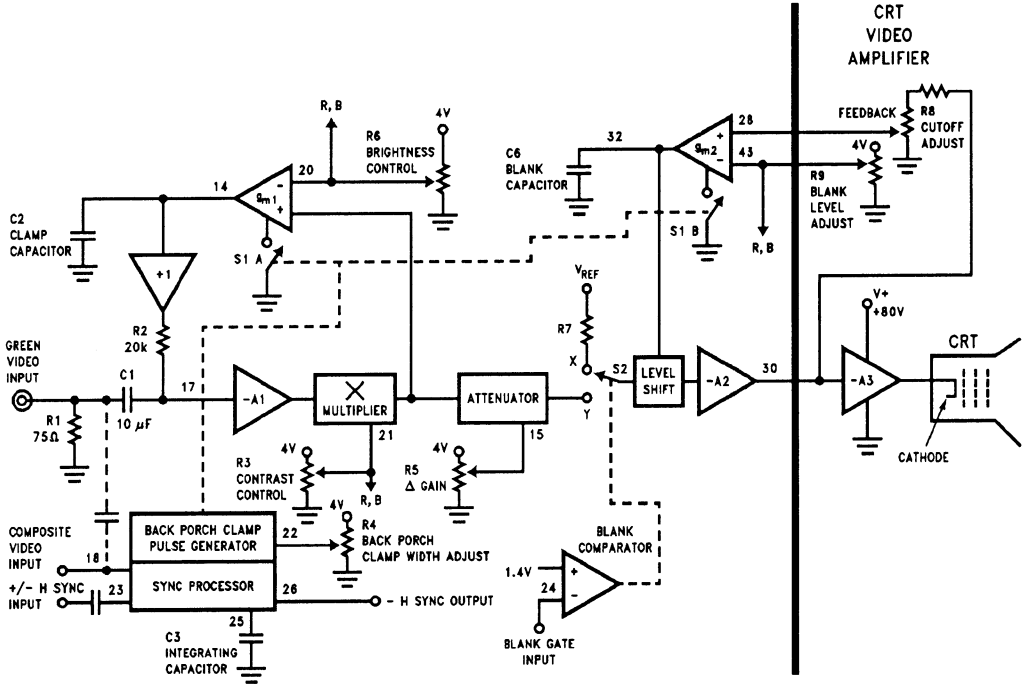 CRT
VIDEO
AMPLIFIER
R, B
4V
R6
BRIGHTNESS
CONTROL
20
14
gm1
−
+
C2
CLAMP
CAPACITOR
S1 A
+1
R2
20k
32
C6
BLANK
CAPACITOR
gm2
+
−
28
43
FEEDBACK
R8
CUTOFF
ADJUST
4V
R9
BLANK
LEVEL
ADJUST
S1 B
R, B
VREF
R7
X
S2
Y
GREEN
VIDEO
INPUT
C1
10 μF
R1
75Ω
17
−A1
X
MULTIPLIER
21
ATTENUATOR
15
LEVEL
SHIFT
−A2
30
V+
+80V
−A3
CRT
CATHODE
4V
R3
CONTRAST
CONTROL
R, B
4V
R5
Δ GAIN
COMPOSITE
VIDEO
INPUT
18
BACK PORCH CLAMP
PULSE GENERATOR
22
4V
R4
BACK PORCH
CLAMP WIDTH ADJUST
+/− H SYNC
INPUT
23
SYNC PROCESSOR
26
− H SYNC OUTPUT
25
C3
INTEGRATING
CAPACITOR
BLANK
COMPARATOR
1.4V
24
+
−
BLANK GATE
INPUT